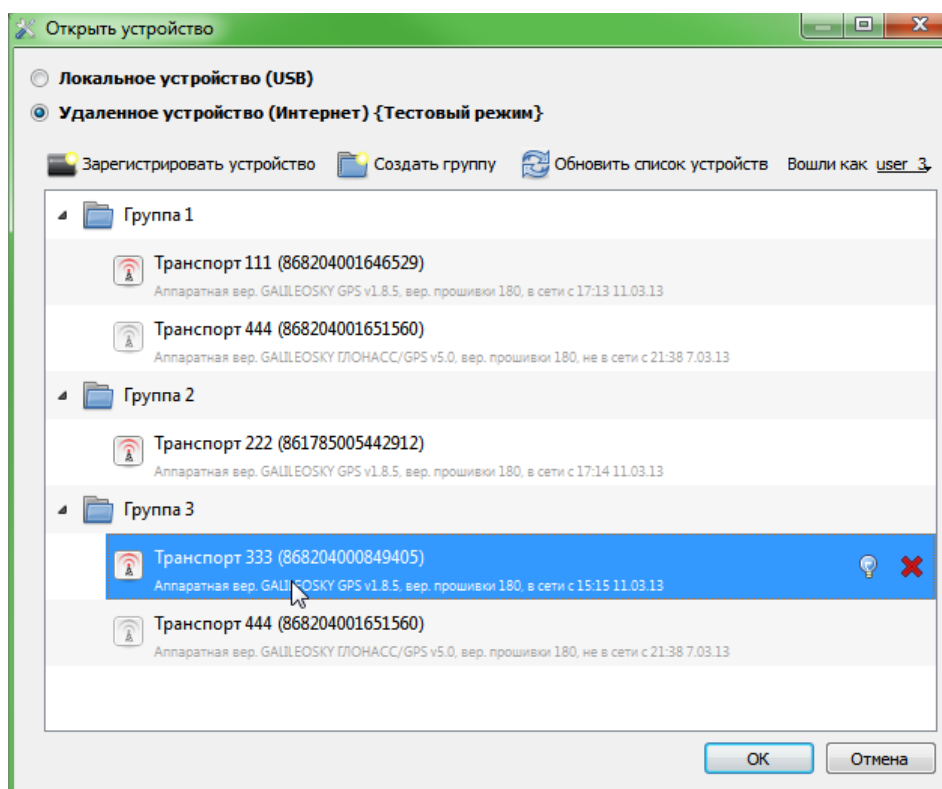 Открыть устройство
Локальное устройство (USB)
Удаленное устройство (Интернет) {Тестовый режим}
Зарегистрировать устройство Создать группу Обновить список устройств Вошли как user_3
Группа 1
Транспорт 111 (868204001646529)
Аппаратная вер. GALILEOSKY GPS v1.8.5, вер. прошивки 180, в сети с 17:13 11.03.13
Транспорт 444 (868204001651560)
Аппаратная вер. GALILEOSKY ГЛОНАСС/GPS v5.0, вер. прошивки 180, не в сети с 21:38 7.03.13
Группа 2
Транспорт 222 (861785005442912)
Аппаратная вер. GALILEOSKY GPS v1.8.5, вер. прошивки 180, в сети с 17:14 11.03.13
Группа 3
Транспорт 333 (868204000849405)
Аппаратная вер. GALILEOSKY GPS v1.8.5, вер. прошивки 180, в сети с 15:15 11.03.13
Транспорт 444 (868204001651560)
Аппаратная вер. GALILEOSKY ГЛОНАСС/GPS v5.0, вер. прошивки 180, не в сети с 21:38 7.03.13
ОК Отмена